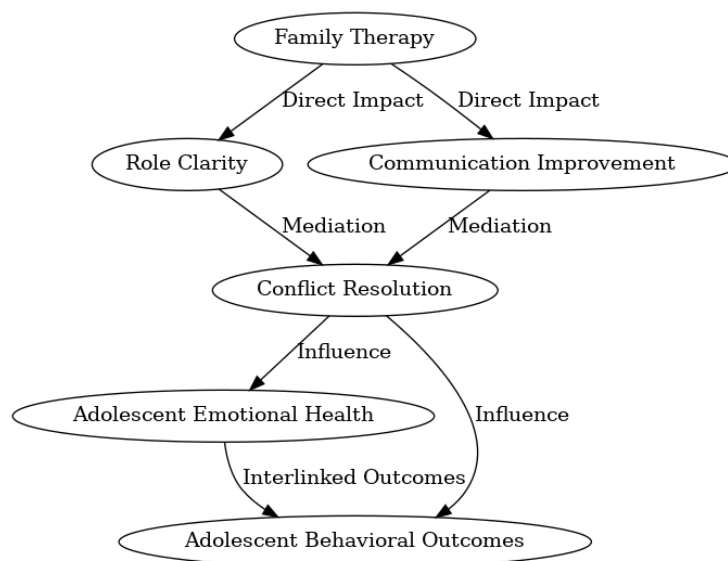 Family Therapy
Direct Impact
Direct Impact
Role Clarity
Communication Improvement
Mediation
Mediation
Conflict Resolution
Influence
Adolescent Emotional Health
Influence
Interlinked Outcomes
Adolescent Behavioral Outcomes